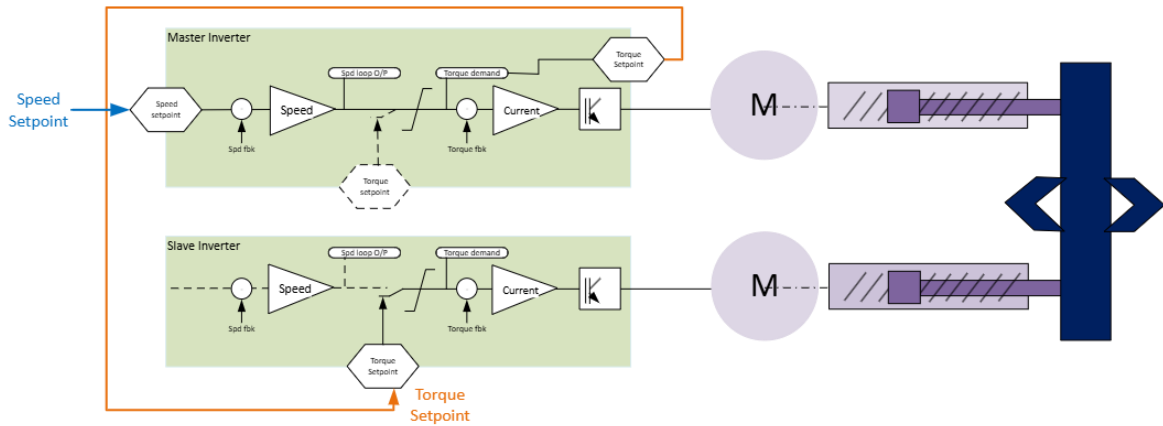 Master Inverter
Torque
Setpoint
Spd loop O/P
Torque demand
Speed
Setpoint
Speed
setpoint
Speed
Current
M
Spd fbk
Torque fbk
Torque
setpoint
Slave Inverter
Spd loop O/P
Torque demand
Speed
Current
M
Spd fbk
Torque fbk
Torque
Setpoint
Torque
Setpoint